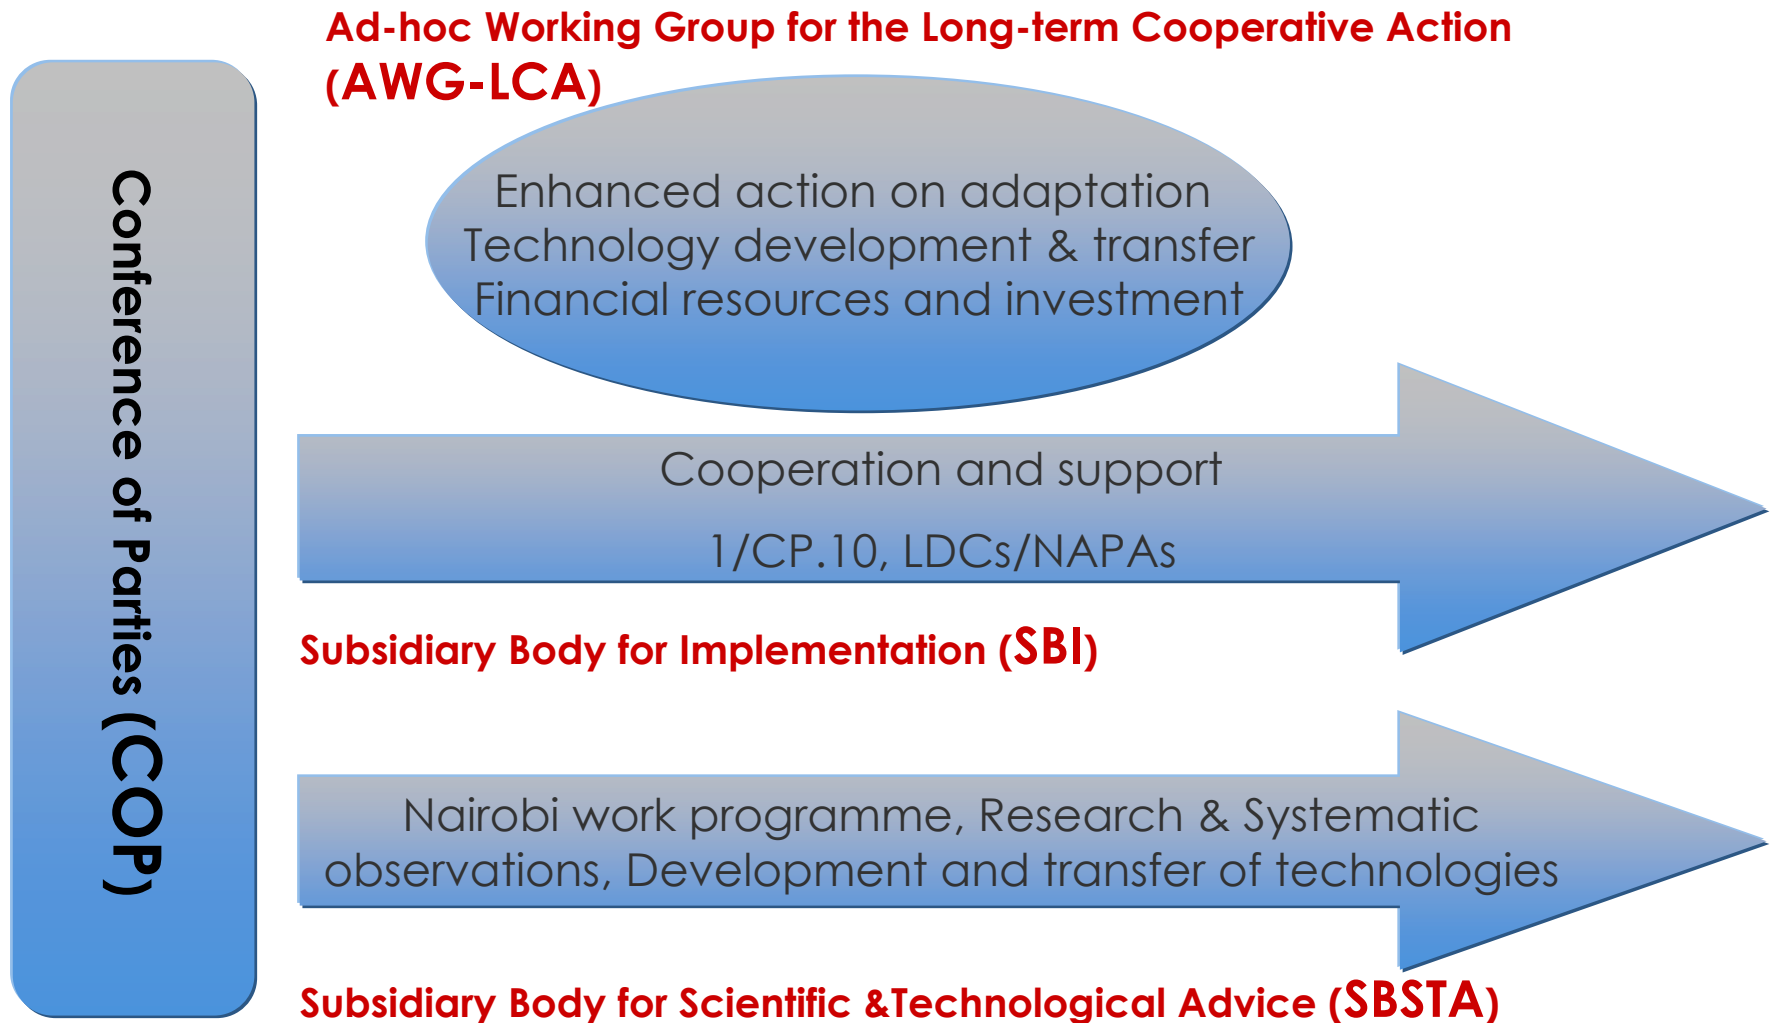 Ad-hoc Working Group for the Long-term Cooperative Action
(AWG-LCA)
Conference of Parties (COP)
Enhanced action on adaptation
Technology development & transfer
Financial resources and investment
Cooperation and support
1/CP.10, LDCs/NAPAs
Subsidiary Body for Implementation (SBI)
Nairobi work programme, Research & Systematic
observations, Development and transfer of technologies
Subsidiary Body for Scientific &Technological Advice (SBSTA)